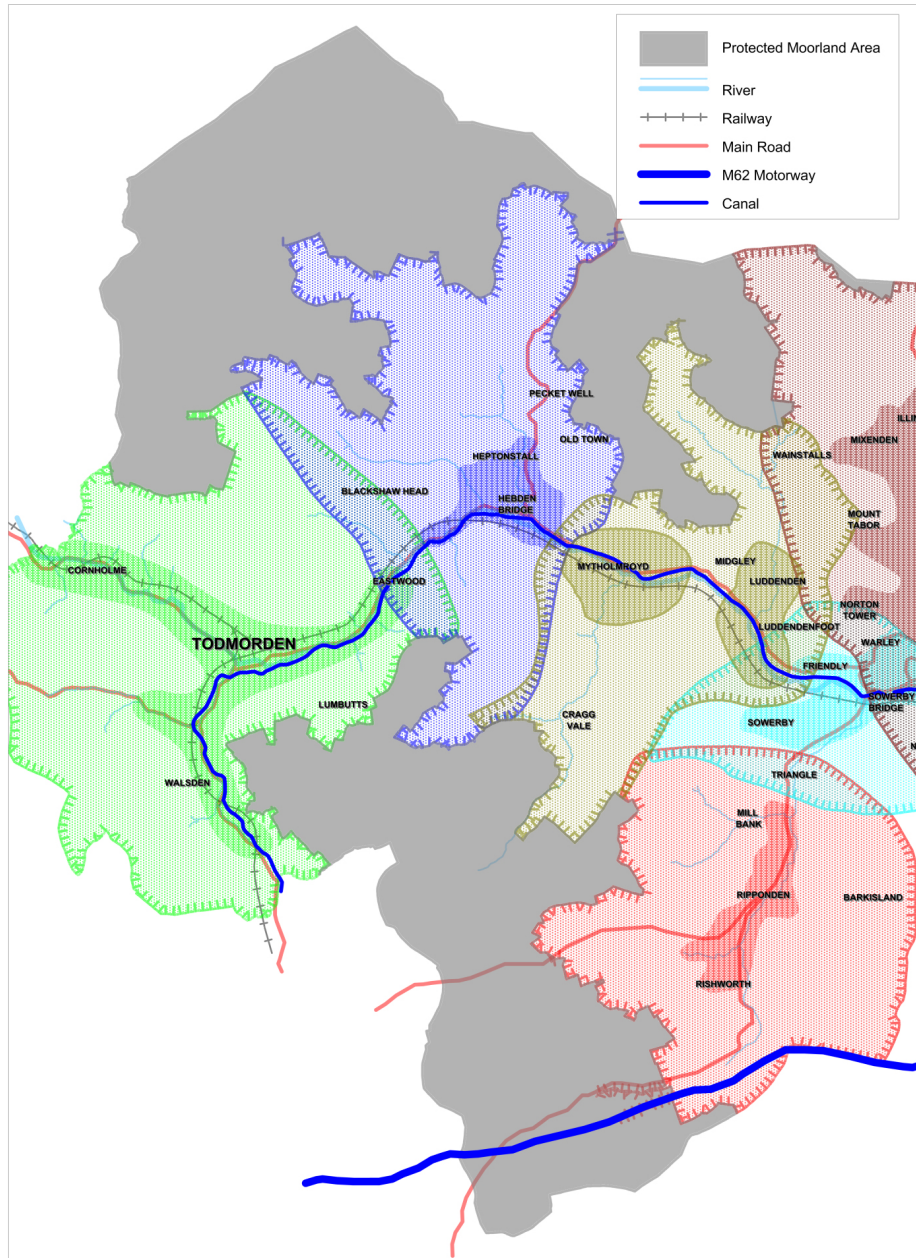 Protected Moorland Area
River
Railway
Main Road
M62 Motorway
Canal
PECKET WELL
ILLIN
MIXENDEN
OLD TOWN
HEPTONSTALL
WAINSTALLS
BLACKSHAW HEAD
HEBDEN
BRIDGE
MOUNT
TABOR
MIDGLEY
CORNHOLME
MYTHOLMROYD
EASTWOOD
LUDDENDEN
NORTON
TOWER
LUDDENDENFOOT
TODMORDEN
WARLEY
FRIENDLY
LUMBUTTS
SOWERBY
BRIDGE
CRAGG
VALE
SOWERBY
N
TRIANGLE
WALSDEN
MILL
BANK
RIPPONDEN
BARKISLAND
RISHWORTH